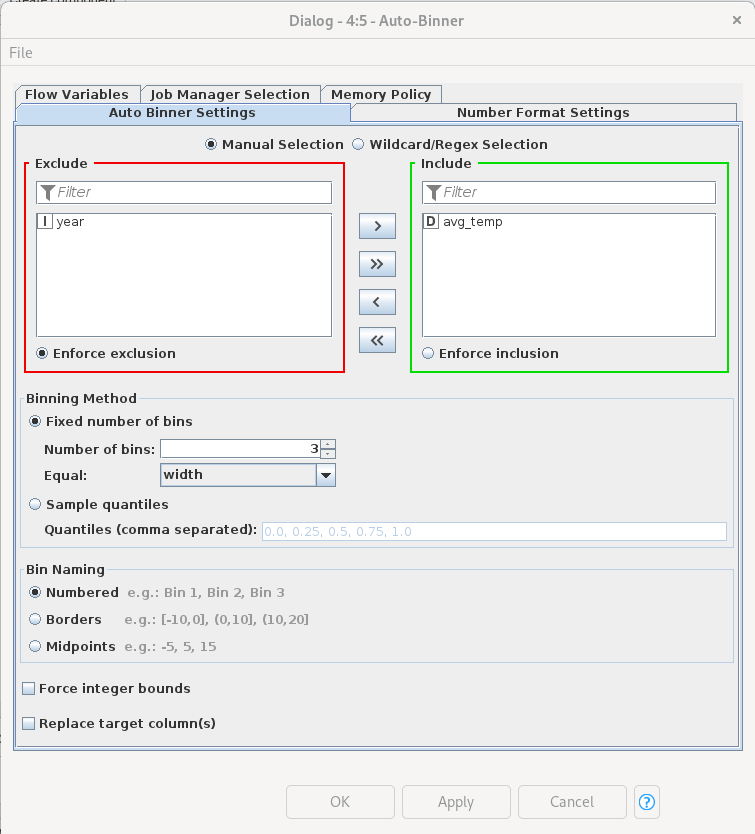 Dialog - 4:5 - Auto-Binner
×
File
Flow Variables Job Manager Selection Memory Policy
Auto Binner Settings Number Format Settings
Manual Selection Wildcard/Regex Selection
Exclude
Filter
I year
Enforce exclusion
>
>>
<
<<
Include
Filter
D avg_temp
Enforce inclusion
Binning Method
Fixed number of bins
Number of bins: 3
Equal: width
Sample quantiles
Quantiles (comma separated): 0.0, 0.25, 0.5, 0.75, 1.0
Bin Naming
Numbered e.g.: Bin 1, Bin 2, Bin 3
Borders e.g.: [-10,0], (0,10], (10,20]
Midpoints e.g.: -5, 5, 15
Force integer bounds
Replace target column(s)
OK Apply Cancel ?